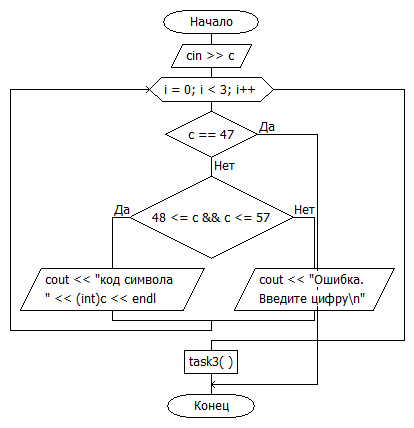 Начало
cin >> c
i = 0; i < 3; i++
c == 47
Да
Нет
Да
48 <= c && c <= 57
Нет
cout << "код символа
" << (int)c << endl
cout << "Ошибка.
Введите цифру\n"
task3( )
Конец